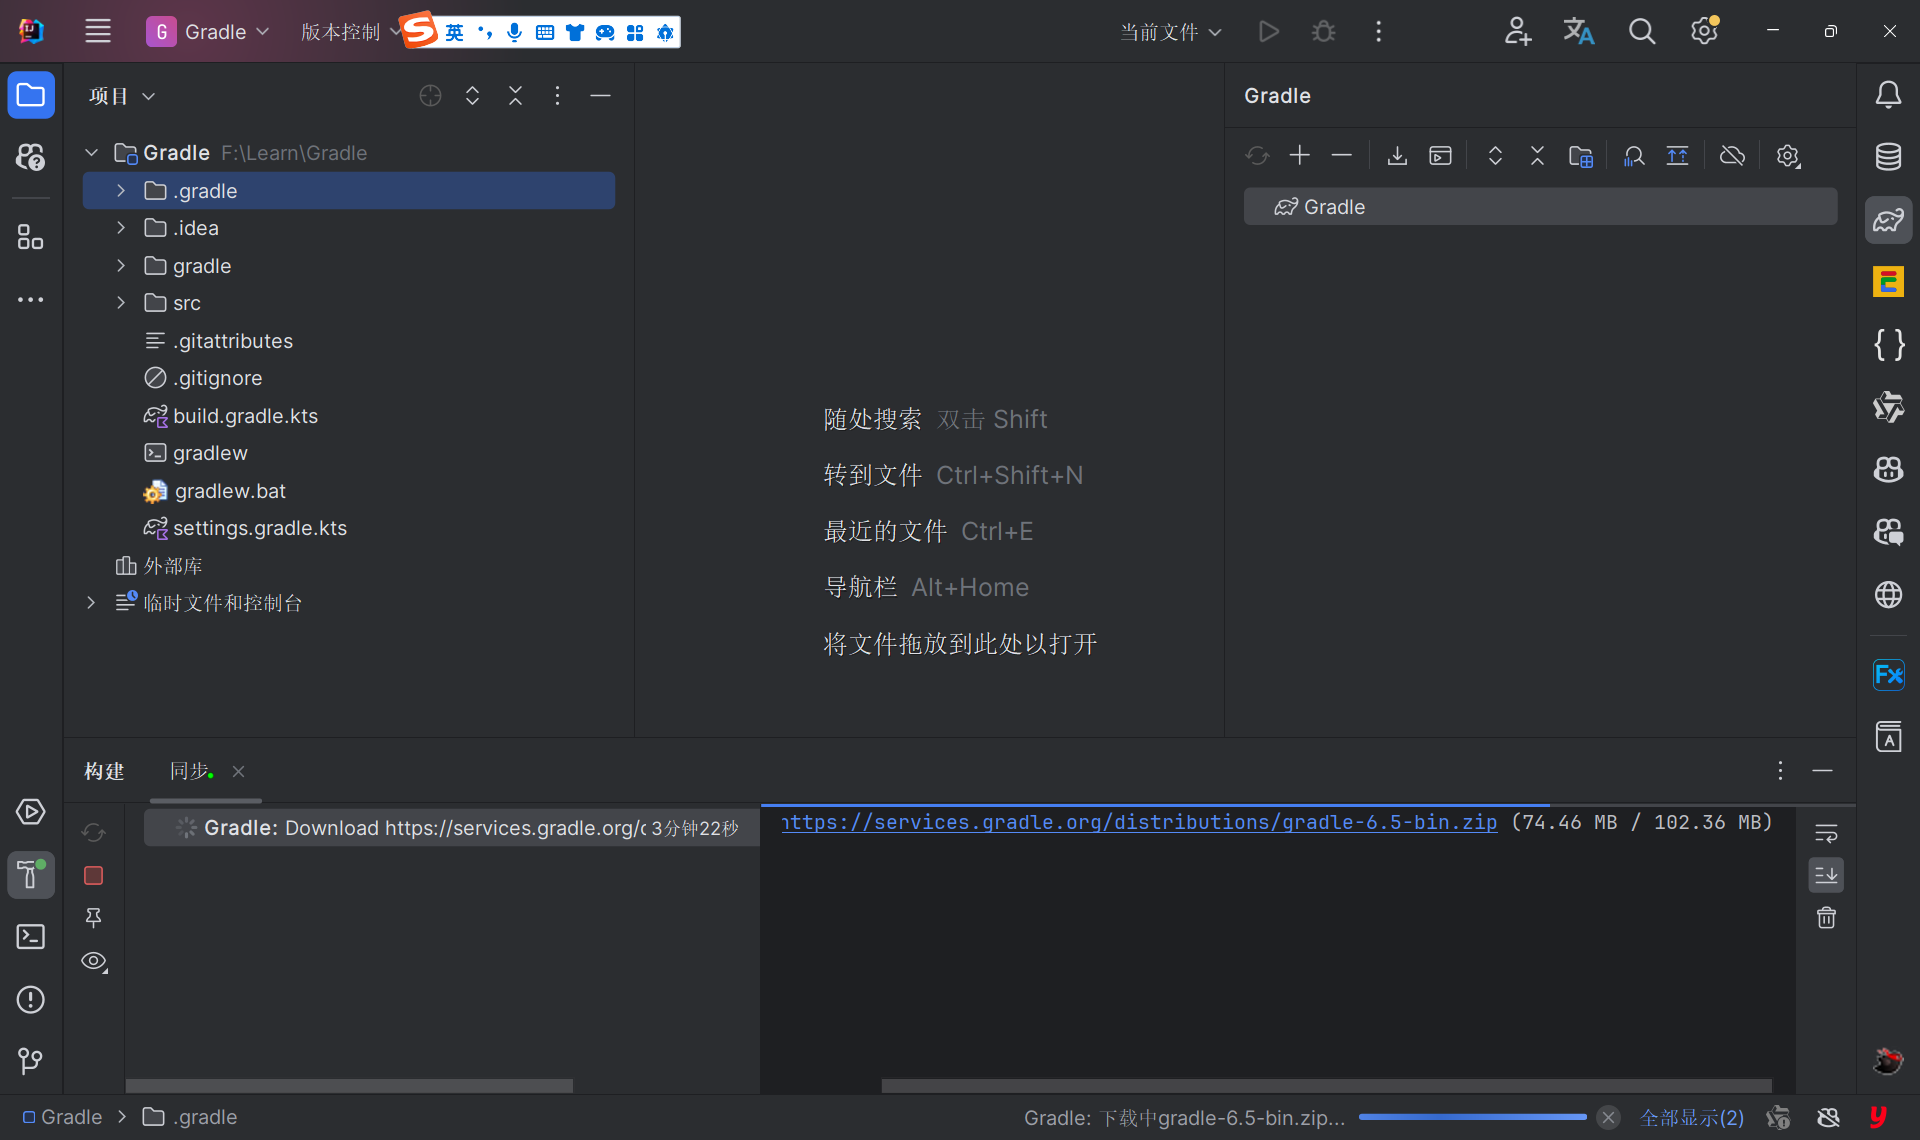 G Gradle 版本控制 英 当前文件
项目
Gradle F:\Learn\Gradle
.gradle
.idea
gradle
src
.gitattributes
.gitignore
build.gradle.kts
gradlew
gradlew.bat
settings.gradle.kts
外部库
临时文件和控制台
随处搜索 双击 Shift
转到文件 Ctrl+Shift+N
最近的文件 Ctrl+E
导航栏 Alt+Home
将文件拖放到此处以打开
Gradle
Gradle
构建 同步
Gradle: Download https://services.gradle.org/ 3分钟22秒
https://services.gradle.org/distributions/gradle-6.5-bin.zip (74.46 MB / 102.36 MB)
Gradle > .gradle
Gradle: 下载中gradle-6.5-bin.zip... 全部显示(2)